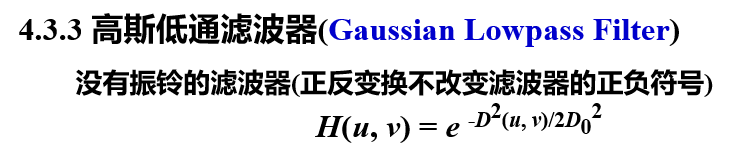 4.3.3 高斯低通滤波器(Gaussian Lowpass Filter)
没有振铃的滤波器(正反变换不改变滤波器的正负符号)
H(u, v) = e^{-D²(u, v)/2D₀²}